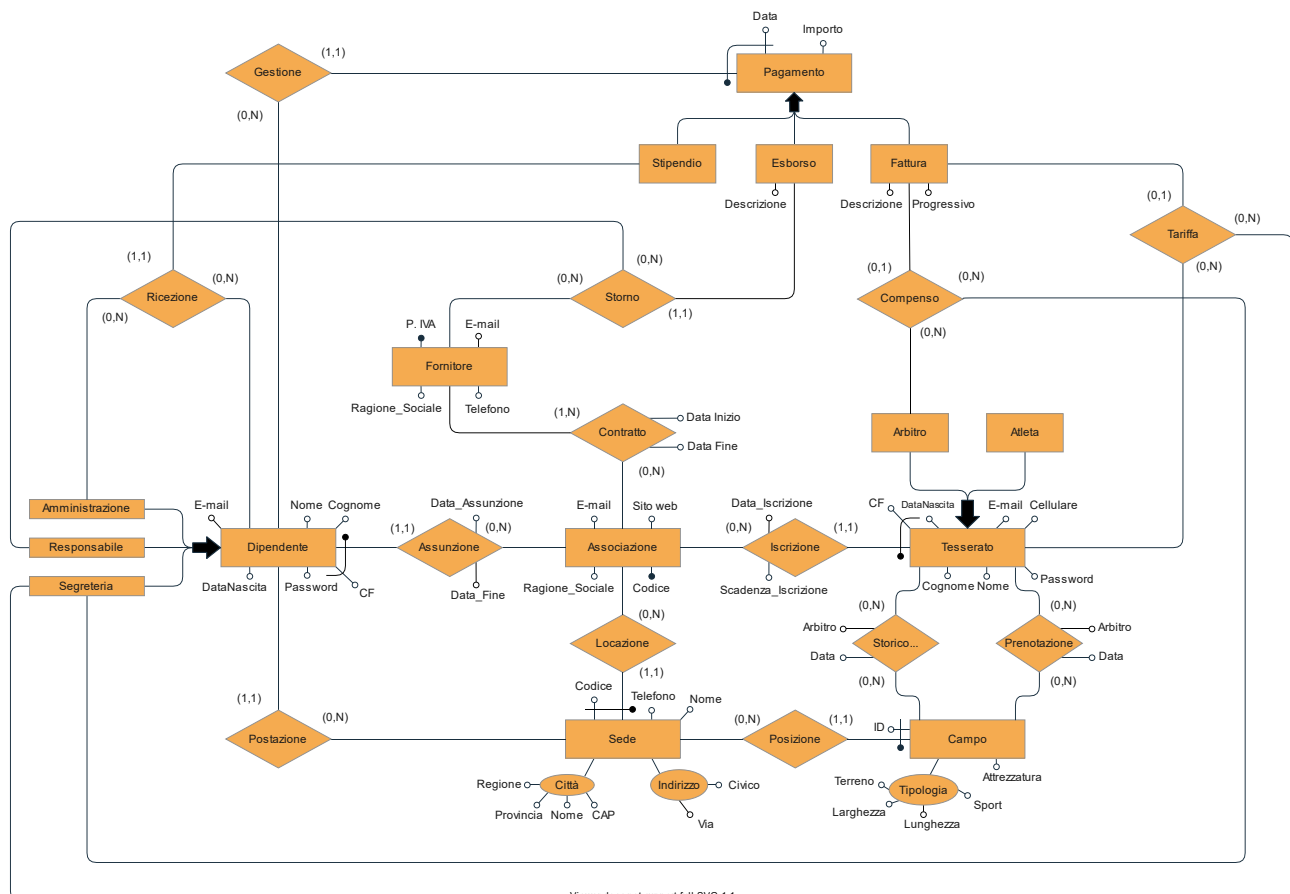 Data
Importo
Gestione
(1,1)
Pagamento
(0,N)
Stipendio
Esborso
Fattura
Descrizione
Descrizione
Progressivo
(0,1)
(0,N)
Tariffa
(0,N)
(1,1)
(0,N)
Ricezione
(0,N)
(0,N)
(0,N)
Storno
(1,1)
(0,1)
(0,N)
Compenso
(0,N)
P. IVA
E-mail
Fornitore
Ragione_Sociale
Telefono
(1,N)
Data Inizio
Contratto
Data Fine
(0,N)
Arbitro
Atleta
Amministrazione
Responsabile
Segreteria
E-mail
Nome
Cognome
Dipendente
DataNascita
Password
CF
(1,1)
Data_Assunzione
(0,N)
Assunzione
Data_Fine
E-mail
Sito web
Associazione
Ragione_Sociale
Codice
Data_Iscrizione
(0,N)
(1,1)
Iscrizione
Scadenza_Iscrizione
CF
DataNascita
E-mail
Cellulare
Tesserato
Cognome
Nome
Password
(0,N)
Locazione
(1,1)
(0,N)
(0,N)
Arbitro
Storico...
Data
(0,N)
Prenotazione
Arbitro
Data
(0,N)
(1,1)
(0,N)
Postazione
Codice
Telefono
Nome
Sede
(0,N)
(1,1)
Posizione
ID
Campo
Attrezzatura
Regione
Città
Provincia
Nome
CAP
Indirizzo
Civico
Via
Terreno
Tipologia
Larghezza
Lunghezza
Sport